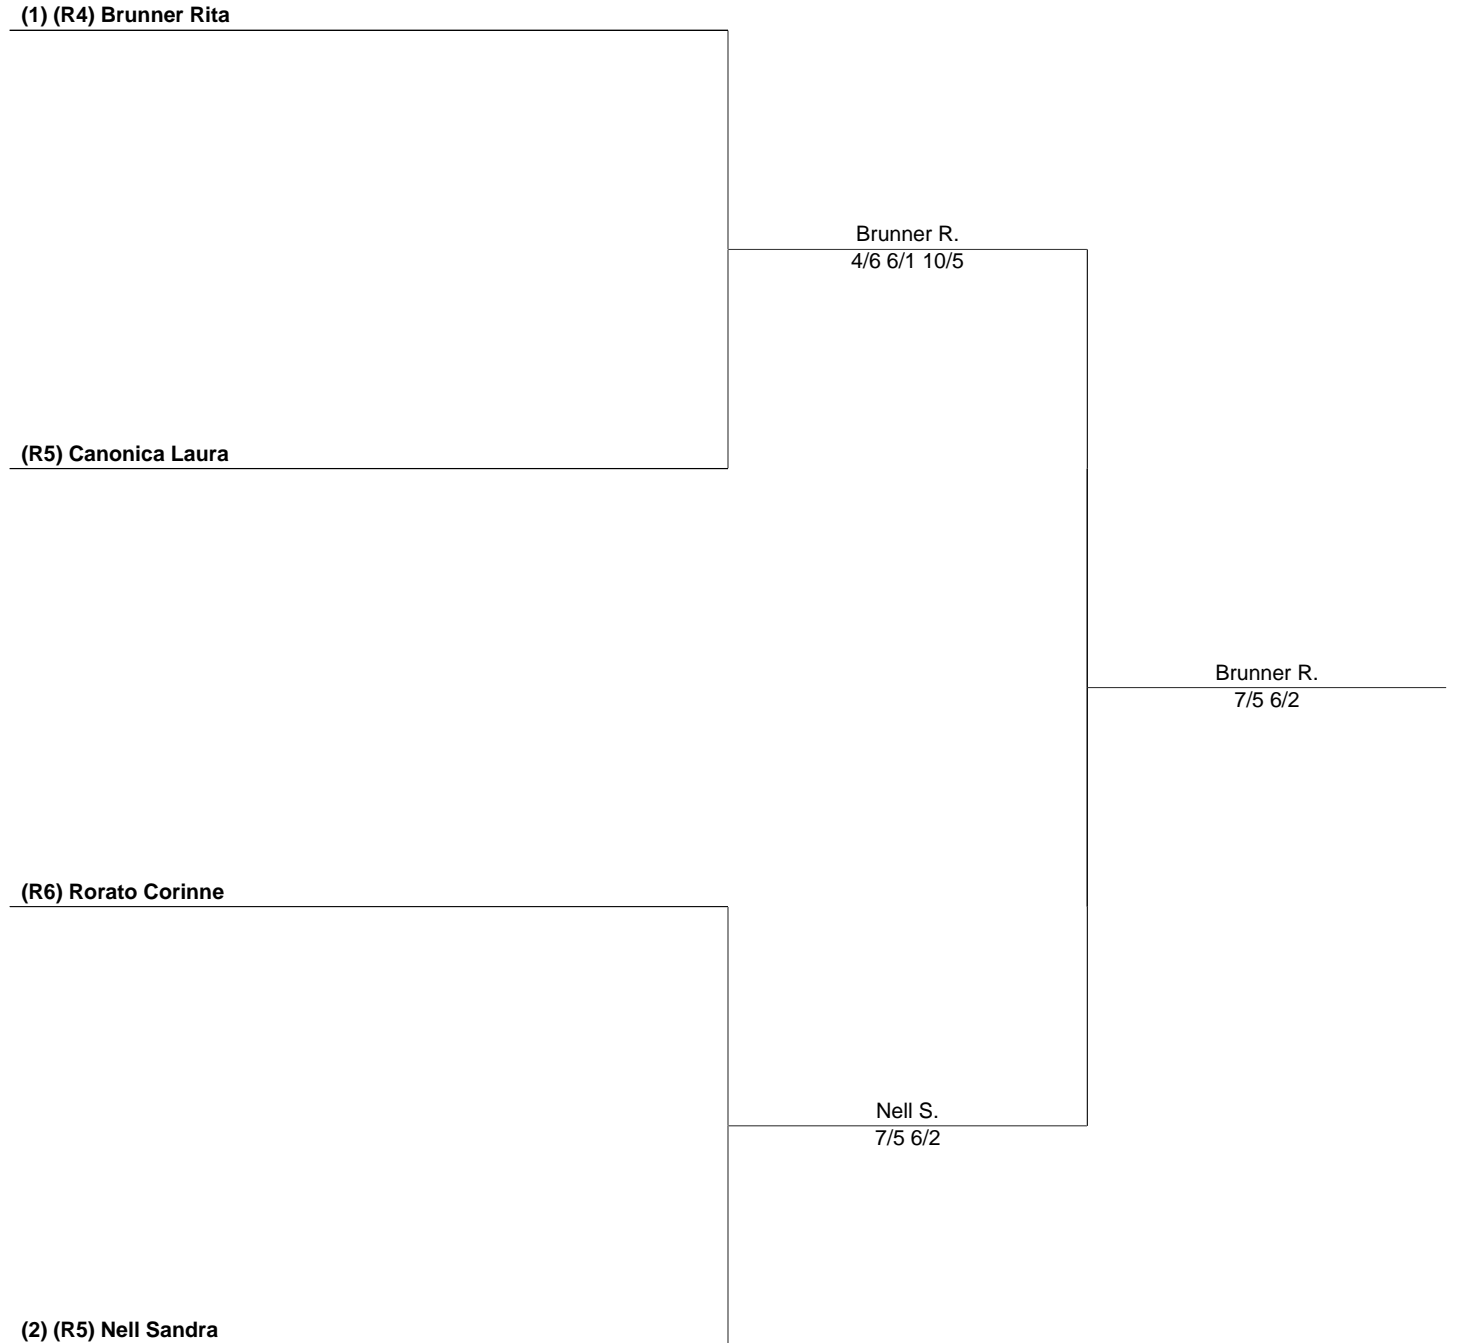 (1) (R4) Brunner Rita
Brunner R.
4/6 6/1 10/5
(R5) Canonica Laura
Brunner R.
7/5 6/2
(R6) Rorato Corinne
Nell S.
7/5 6/2
(2) (R5) Nell Sandra